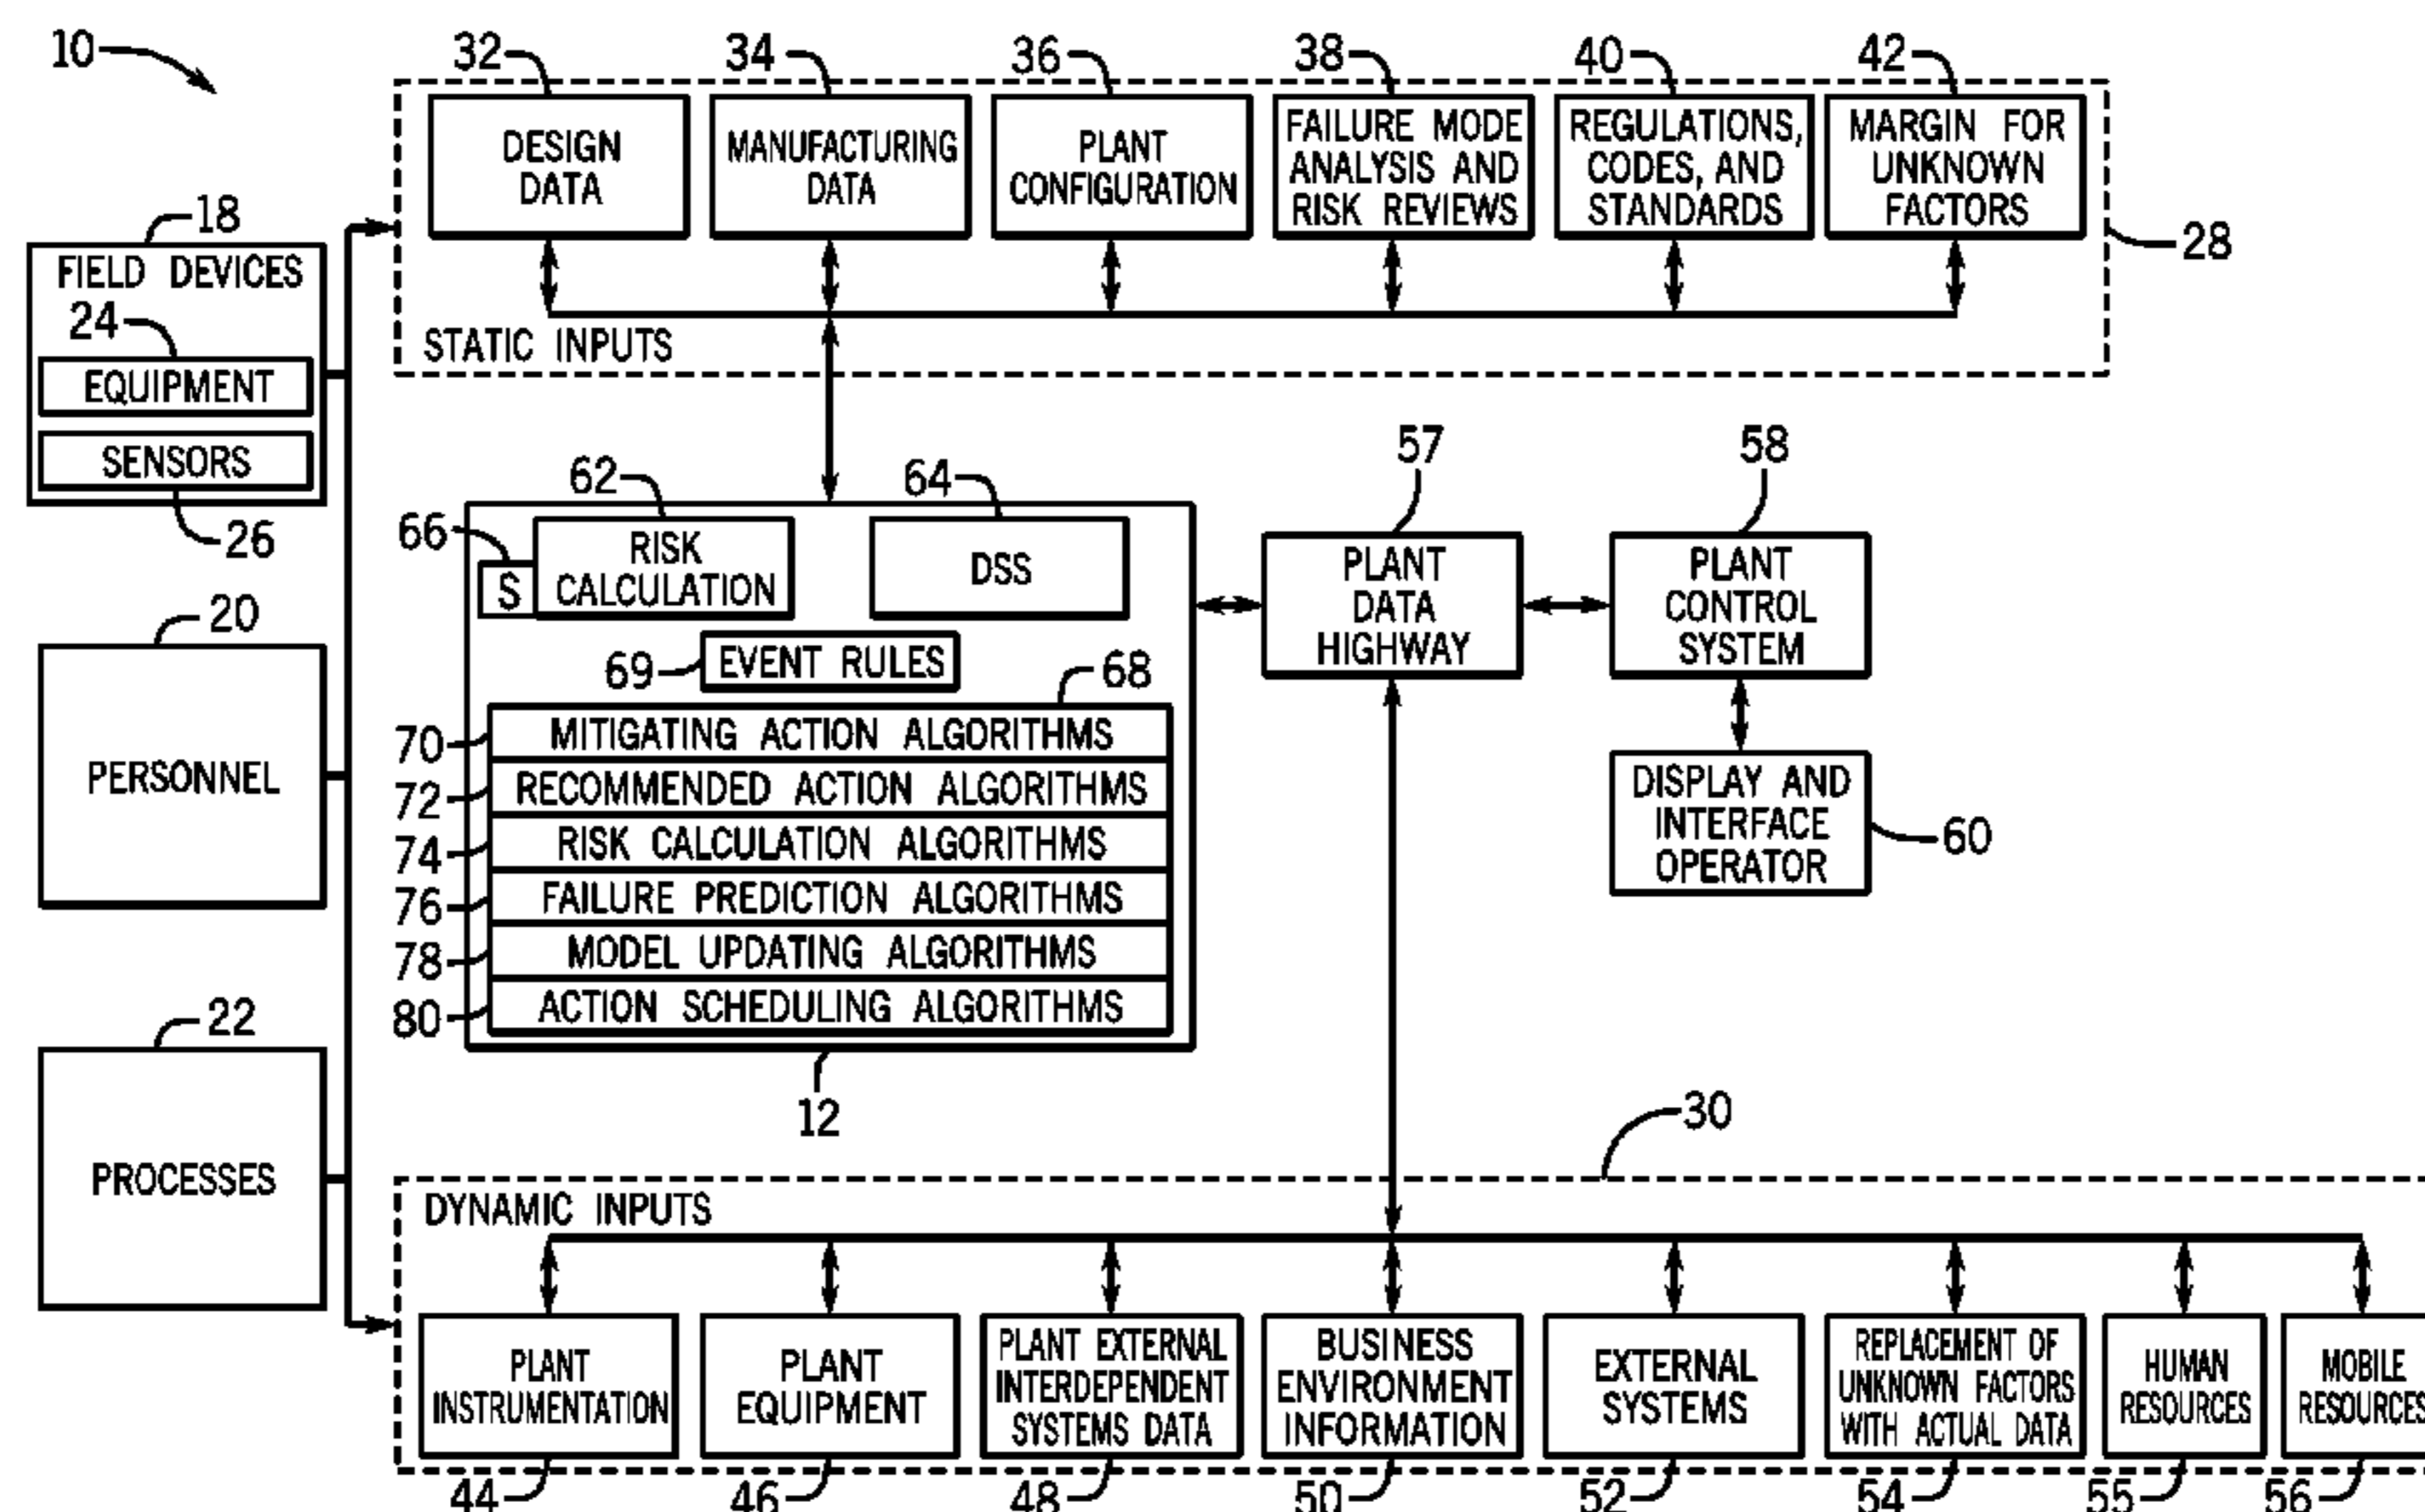 10
32
34
36
38
40
42
DESIGN
DATA
MANUFACTURING
DATA
PLANT
CONFIGURATION
FAILURE MODE
ANALYSIS AND
RISK REVIEWS
REGULATIONS,
CODES, AND
STANDARDS
MARGIN FOR
UNKNOWN
FACTORS
28
STATIC INPUTS
18
FIELD DEVICES
24
EQUIPMENT
SENSORS
26
20
PERSONNEL
22
PROCESSES
62
64
66
S
RISK
CALCULATION
DSS
69
EVENT RULES
68
70
MITIGATING ACTION ALGORITHMS
72
RECOMMENDED ACTION ALGORITHMS
74
RISK CALCULATION ALGORITHMS
76
FAILURE PREDICTION ALGORITHMS
78
MODEL UPDATING ALGORITHMS
80
ACTION SCHEDULING ALGORITHMS
12
57
PLANT
DATA
HIGHWAY
58
PLANT
CONTROL
SYSTEM
DISPLAY AND
INTERFACE
OPERATOR
60
30
DYNAMIC INPUTS
PLANT
INSTRUMENTATION
PLANT
EQUIPMENT
PLANT EXTERNAL
INTERDEPENDENT
SYSTEMS DATA
BUSINESS
ENVIRONMENT
INFORMATION
EXTERNAL
SYSTEMS
REPLACEMENT OF
UNKNOWN FACTORS
WITH ACTUAL DATA
HUMAN
RESOURCES
MOBILE
RESOURCES
44
46
48
50
52
54
55
56